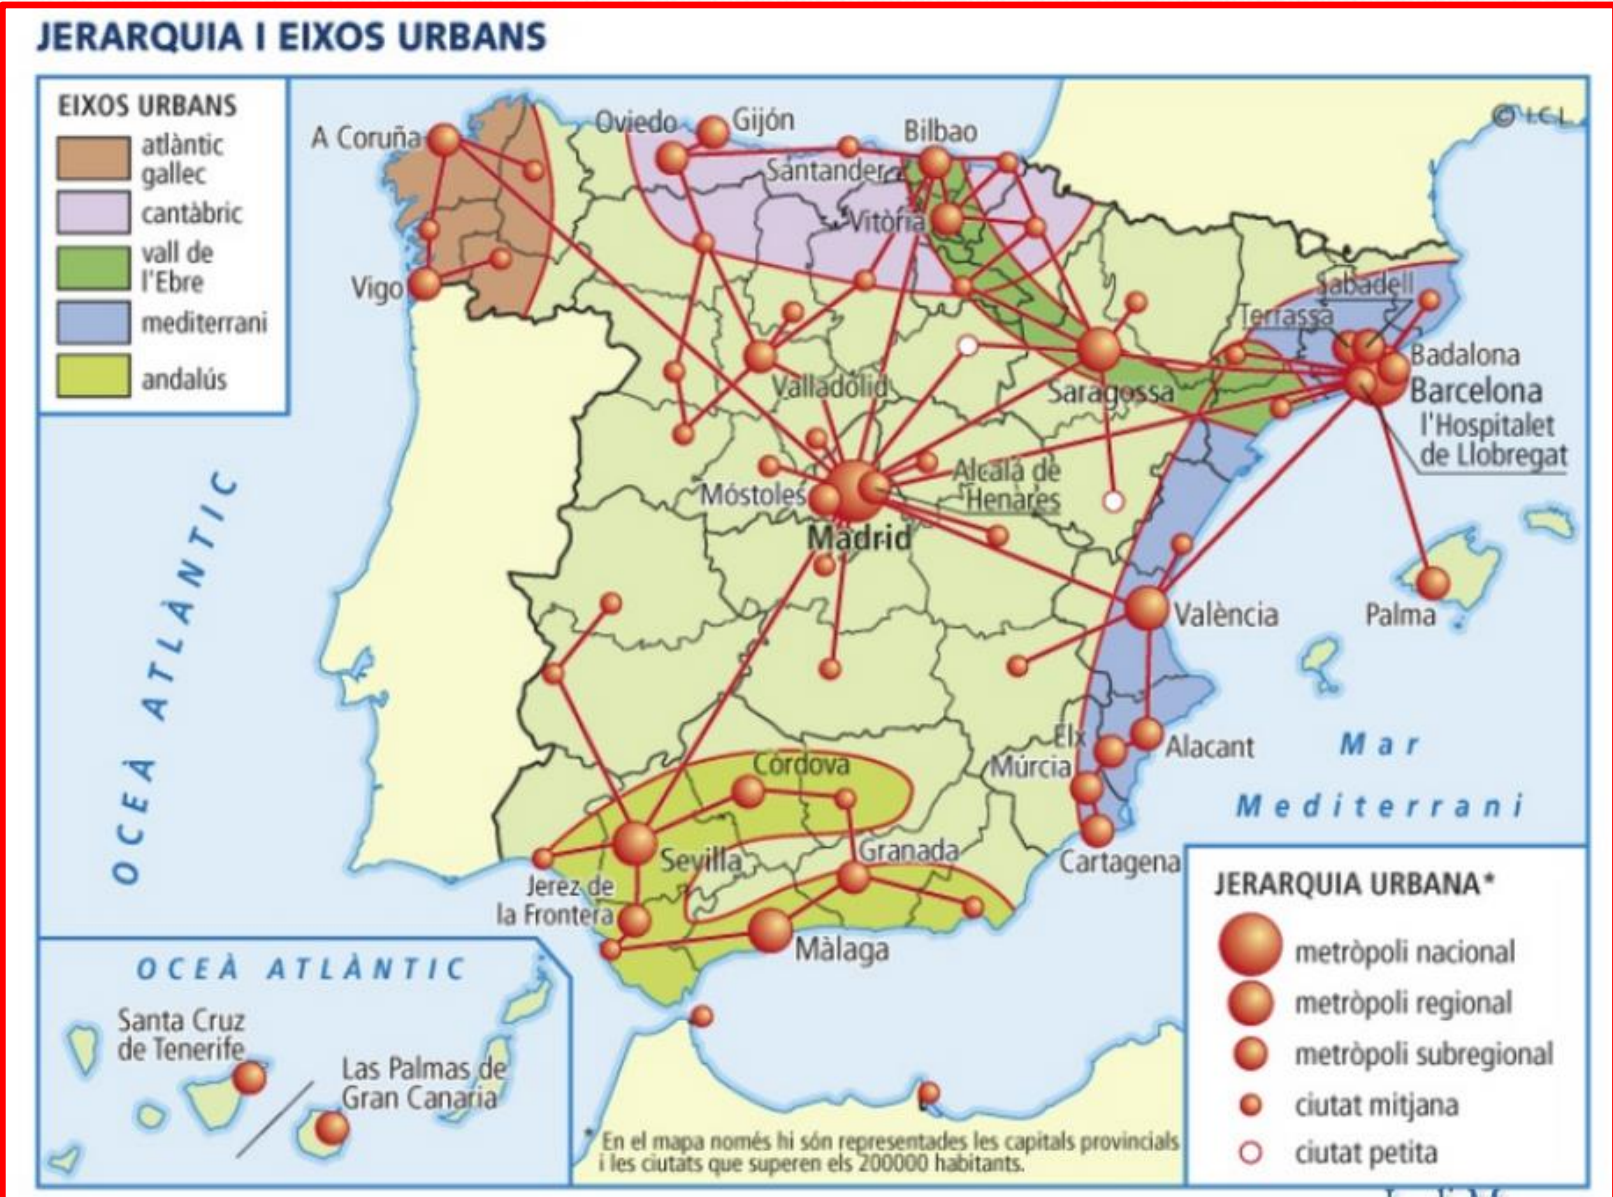 JERARQUIA I EIXOS URBANS
EIXOS URBANS
atlàntic
gallec
cantàbric
vall de
l'Ebre
mediterrani
andalús
© I.C.L.
A Coruña
Oviedo
Gijón
Santander
Bilbao
Vitòria
Vigo
Sabadell
Terrassa
Badalona
Barcelona
l'Hospitalet
de Llobregat
Saragossa
Valladolid
Alcalá de
Henares
Móstoles
Madrid
València
Palma
OCEÀ ATLÀNTIC
Mar
Mediterrani
Elx
Alacant
Múrcia
Cartagena
Còrdova
Sevilla
Granada
Jerez de
la Frontera
Màlaga
OCEÀ ATLÀNTIC
Santa Cruz
de Tenerife
Las Palmas de
Gran Canaria
JERARQUIA URBANA*
metròpoli nacional
metròpoli regional
metròpoli subregional
ciutat mitjana
ciutat petita
* En el mapa només hi són representades les capitals provincials
i les ciutats que superen els 200000 habitants.